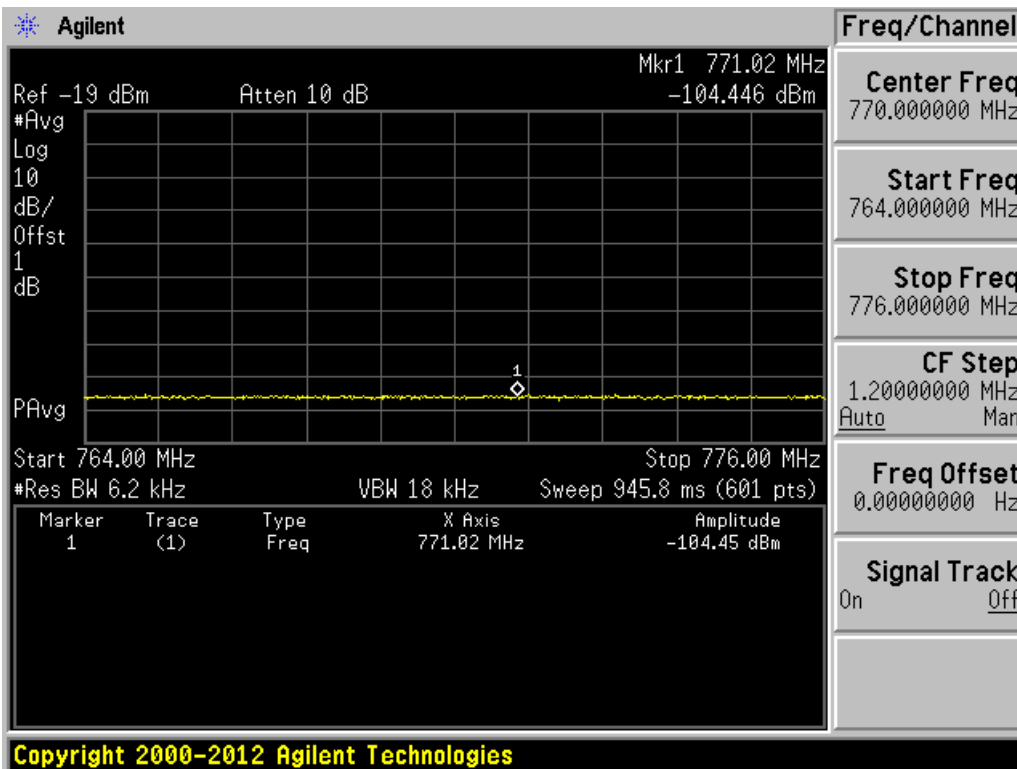 Agilent
Freq/Channel
Mkr1 771.02 MHz
Ref -19 dBm Atten 10 dB -104.446 dBm
#Avg
Log
10
dB/
Offst
1
dB
PAvg
1
Start 764.00 MHz Stop 776.00 MHz
#Res BW 6.2 kHz VBW 18 kHz Sweep 945.8 ms (601 pts)
Marker Trace Type X Axis Amplitude
1 (1) Freq 771.02 MHz -104.45 dBm
Center Freq
770.000000 MHz
Start Freq
764.000000 MHz
Stop Freq
776.000000 MHz
CF Step
1.20000000 MHz
Auto Man
Freq Offset
0.00000000 Hz
Signal Track
On Off
Copyright 2000-2012 Agilent Technologies